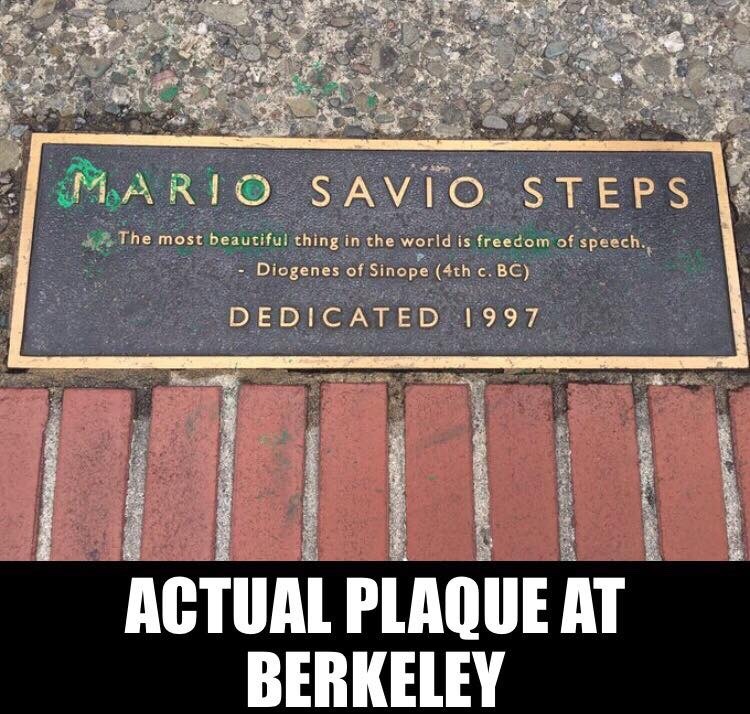 MARIO SAVIO STEPS
The most beautiful thing in the world is freedom of speech.
- Diogenes of Sinope (4th c. BC)
DEDICATED 1997
ACTUAL PLAQUE AT
BERKELEY